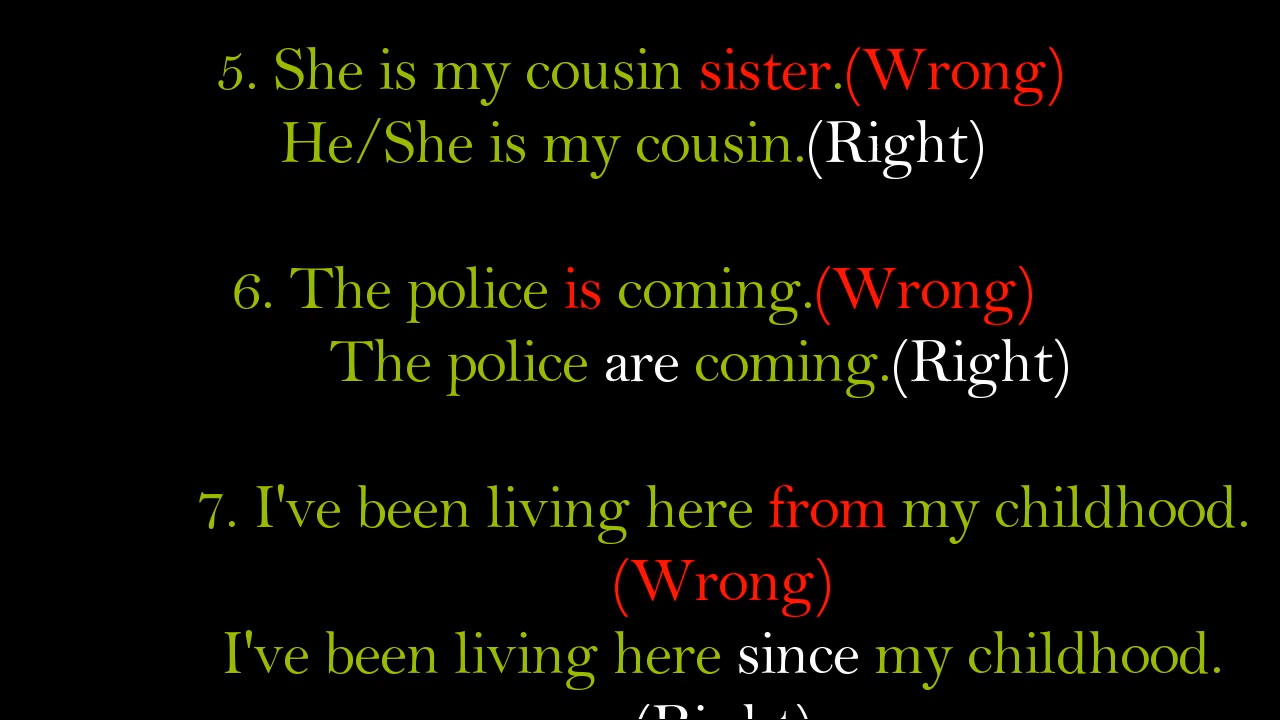 5. She is my cousin sister.(Wrong)
He/She is my cousin.(Right)
6. The police is coming.(Wrong)
The police are coming.(Right)
7. I've been living here from my childhood.
(Wrong)
I've been living here since my childhood.
(Right)